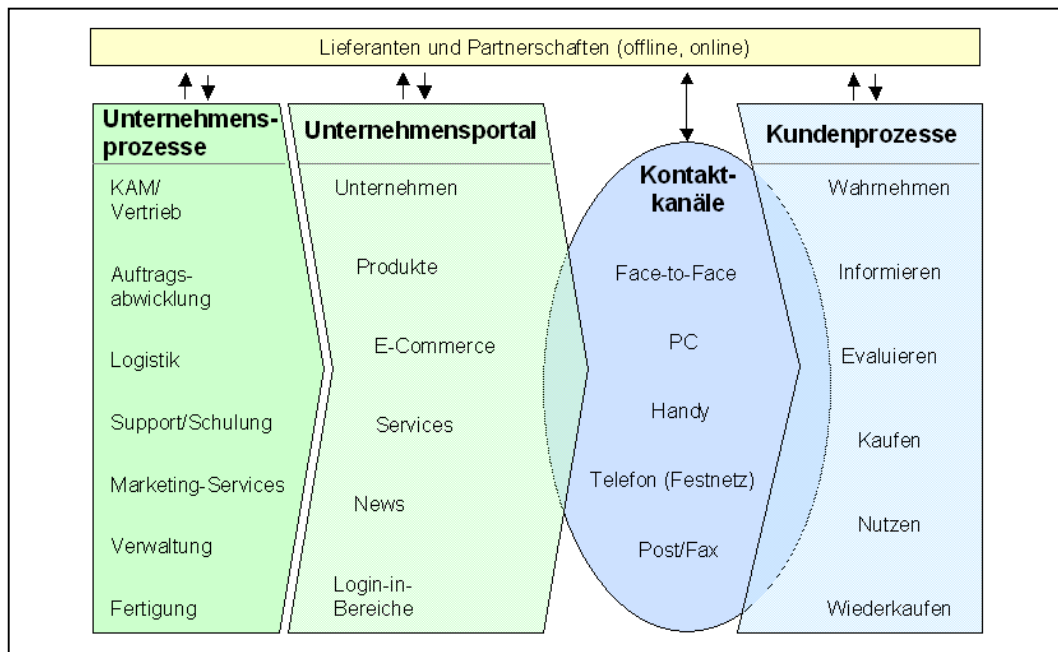 Lieferanten und Partnerschaften (offline, online)
Unternehmens-
prozesse
KAM/
Vertrieb
Auftrags-
abwicklung
Logistik
Support/Schulung
Marketing-Services
Verwaltung
Fertigung
Unternehmensportal
Unternehmen
Produkte
E-Commerce
Services
News
Login-in-
Bereiche
Kontakt-
kanäle
Face-to-Face
PC
Handy
Telefon (Festnetz)
Post/Fax
Kundenprozesse
Wahrnehmen
Informieren
Evaluieren
Kaufen
Nutzen
Wiederkaufen